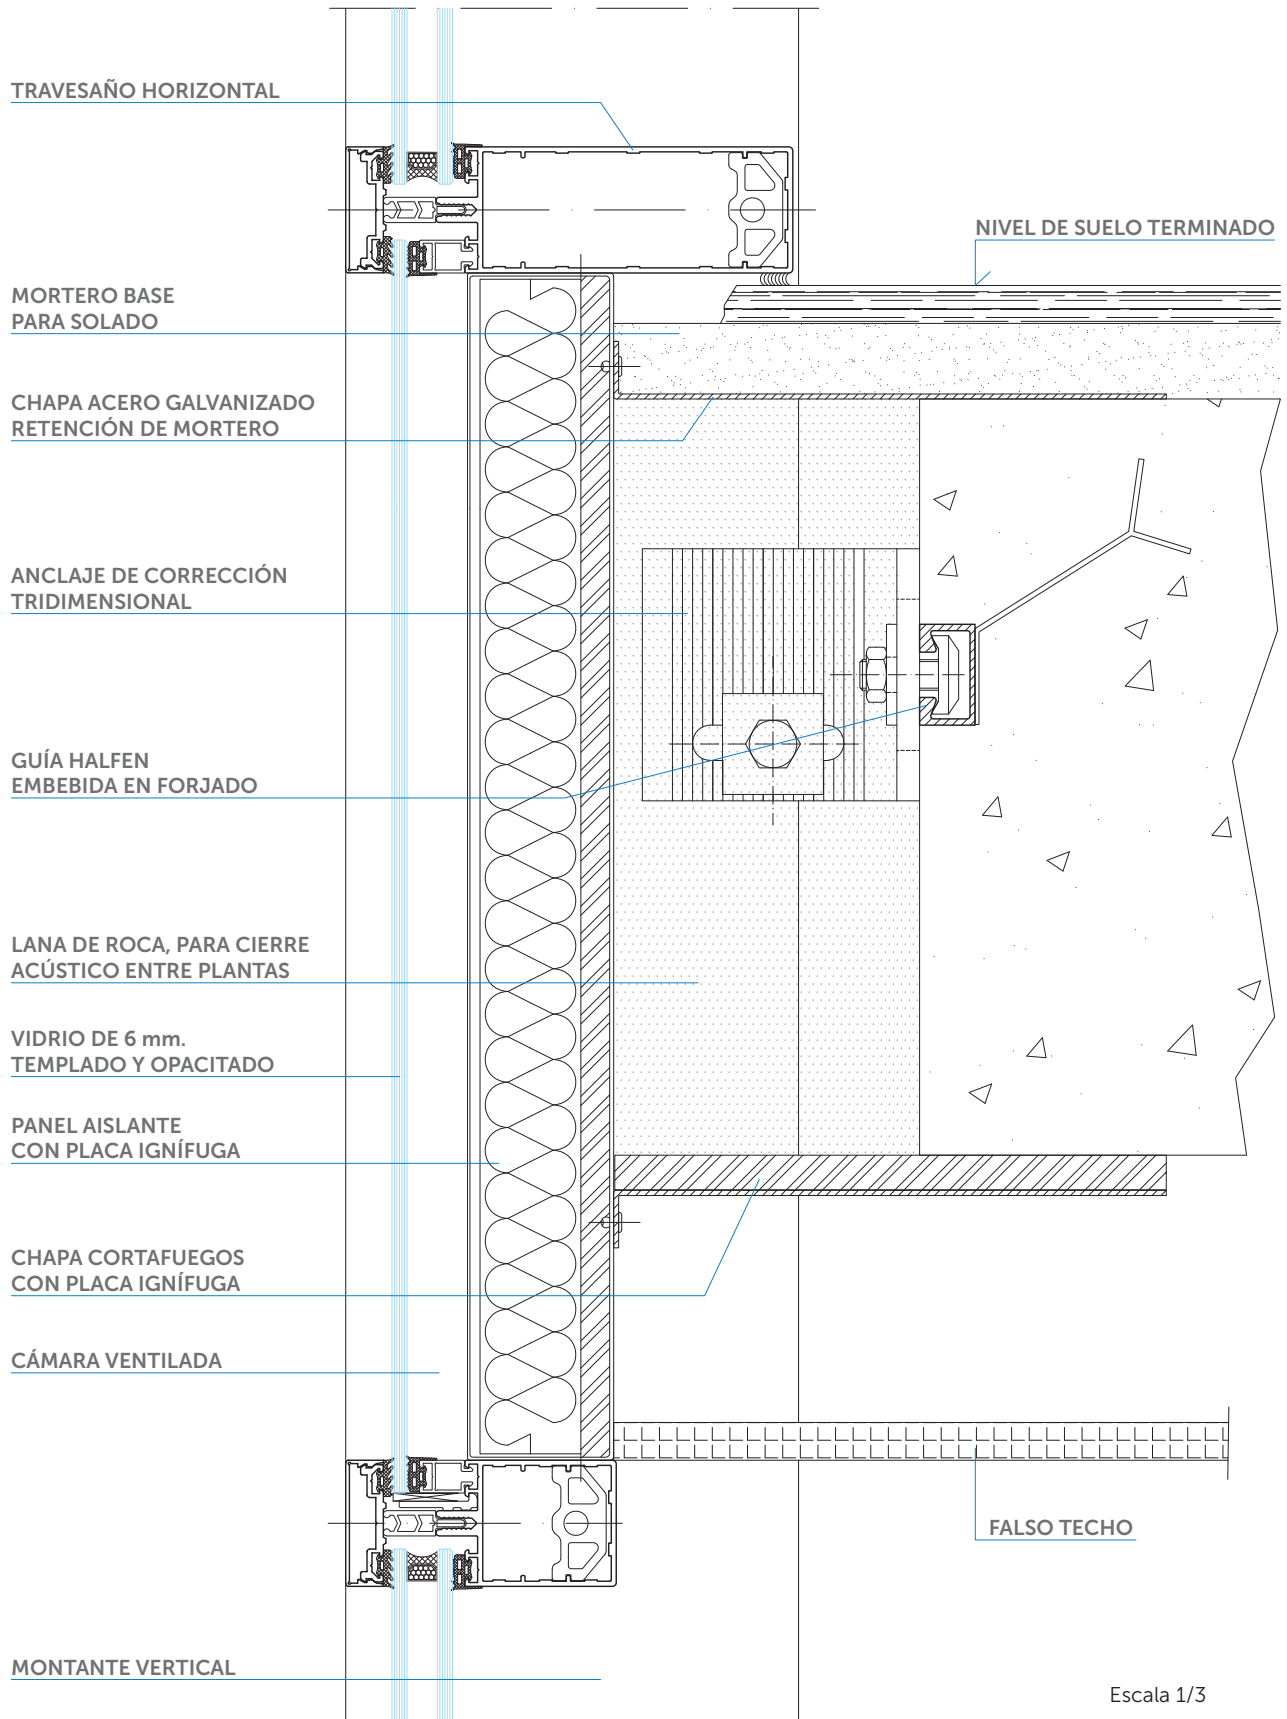 TRAVESAÑO HORIZONTAL
NIVEL DE SUELO TERMINADO
MORTERO BASE
PARA SOLADO
CHAPA ACERO GALVANIZADO
RETENCIÓN DE MORTERO
ANCLAJE DE CORRECCIÓN
TRIDIMENSIONAL
GUÍA HALFEN
EMBEBIDA EN FORJADO
LANA DE ROCA, PARA CIERRE
ACÚSTICO ENTRE PLANTAS
VIDRIO DE 6 mm.
TEMPLADO Y OPACITADO
PANEL AISLANTE
CON PLACA IGNÍFUGA
CHAPA CORTAFUEGOS
CON PLACA IGNÍFUGA
CÁMARA VENTILADA
FALSO TECHO
MONTANTE VERTICAL
Escala 1/3